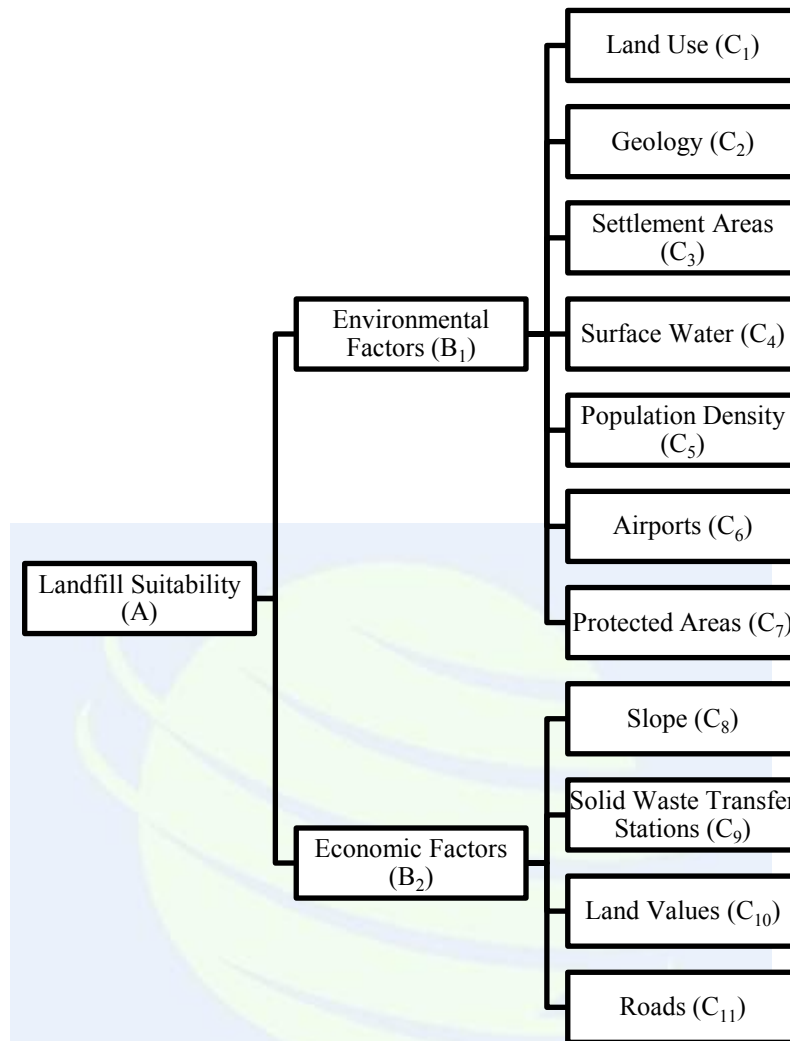 Land Use (C₁)
Geology (C₂)
Settlement Areas
(C₃)
Environmental
Factors (B₁)
Surface Water (C₄)
Population Density
(C₅)
Airports (C₆)
Landfill Suitability
(A)
Protected Areas (C₇)
Slope (C₈)
Solid Waste Transfer
Stations (C₉)
Economic Factors
(B₂)
Land Values (C₁₀)
Roads (C₁₁)